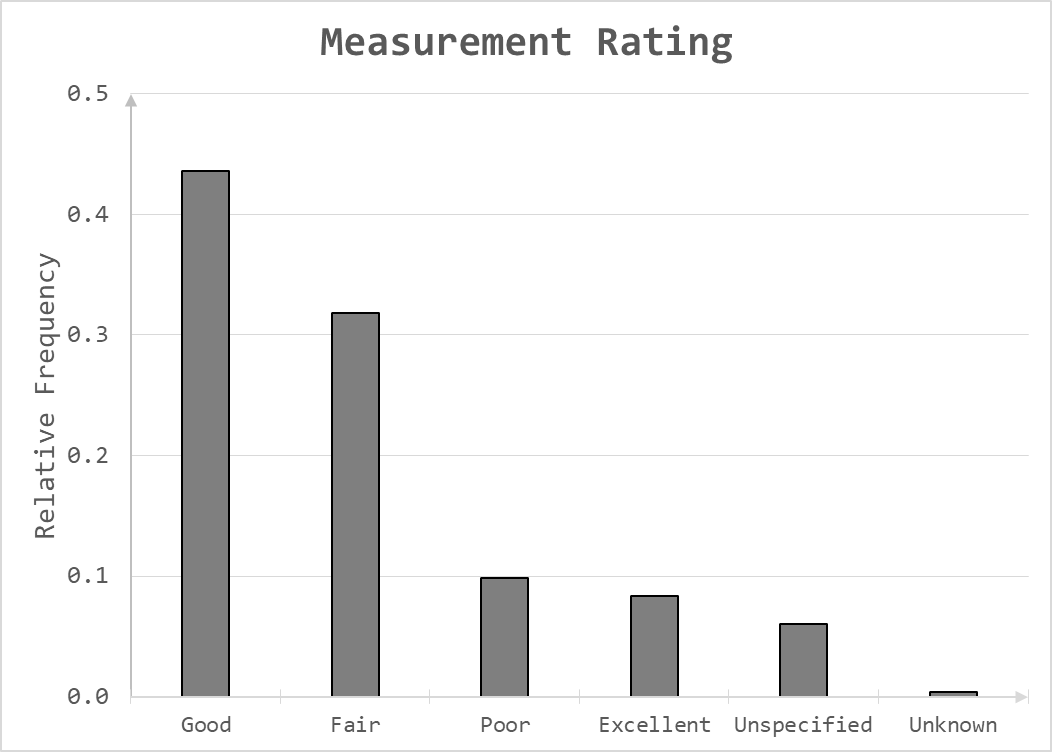 Measurement Rating
Relative Frequency
0.5
0.4
0.3
0.2
0.1
0.0
Good Fair Poor Excellent Unspecified Unknown